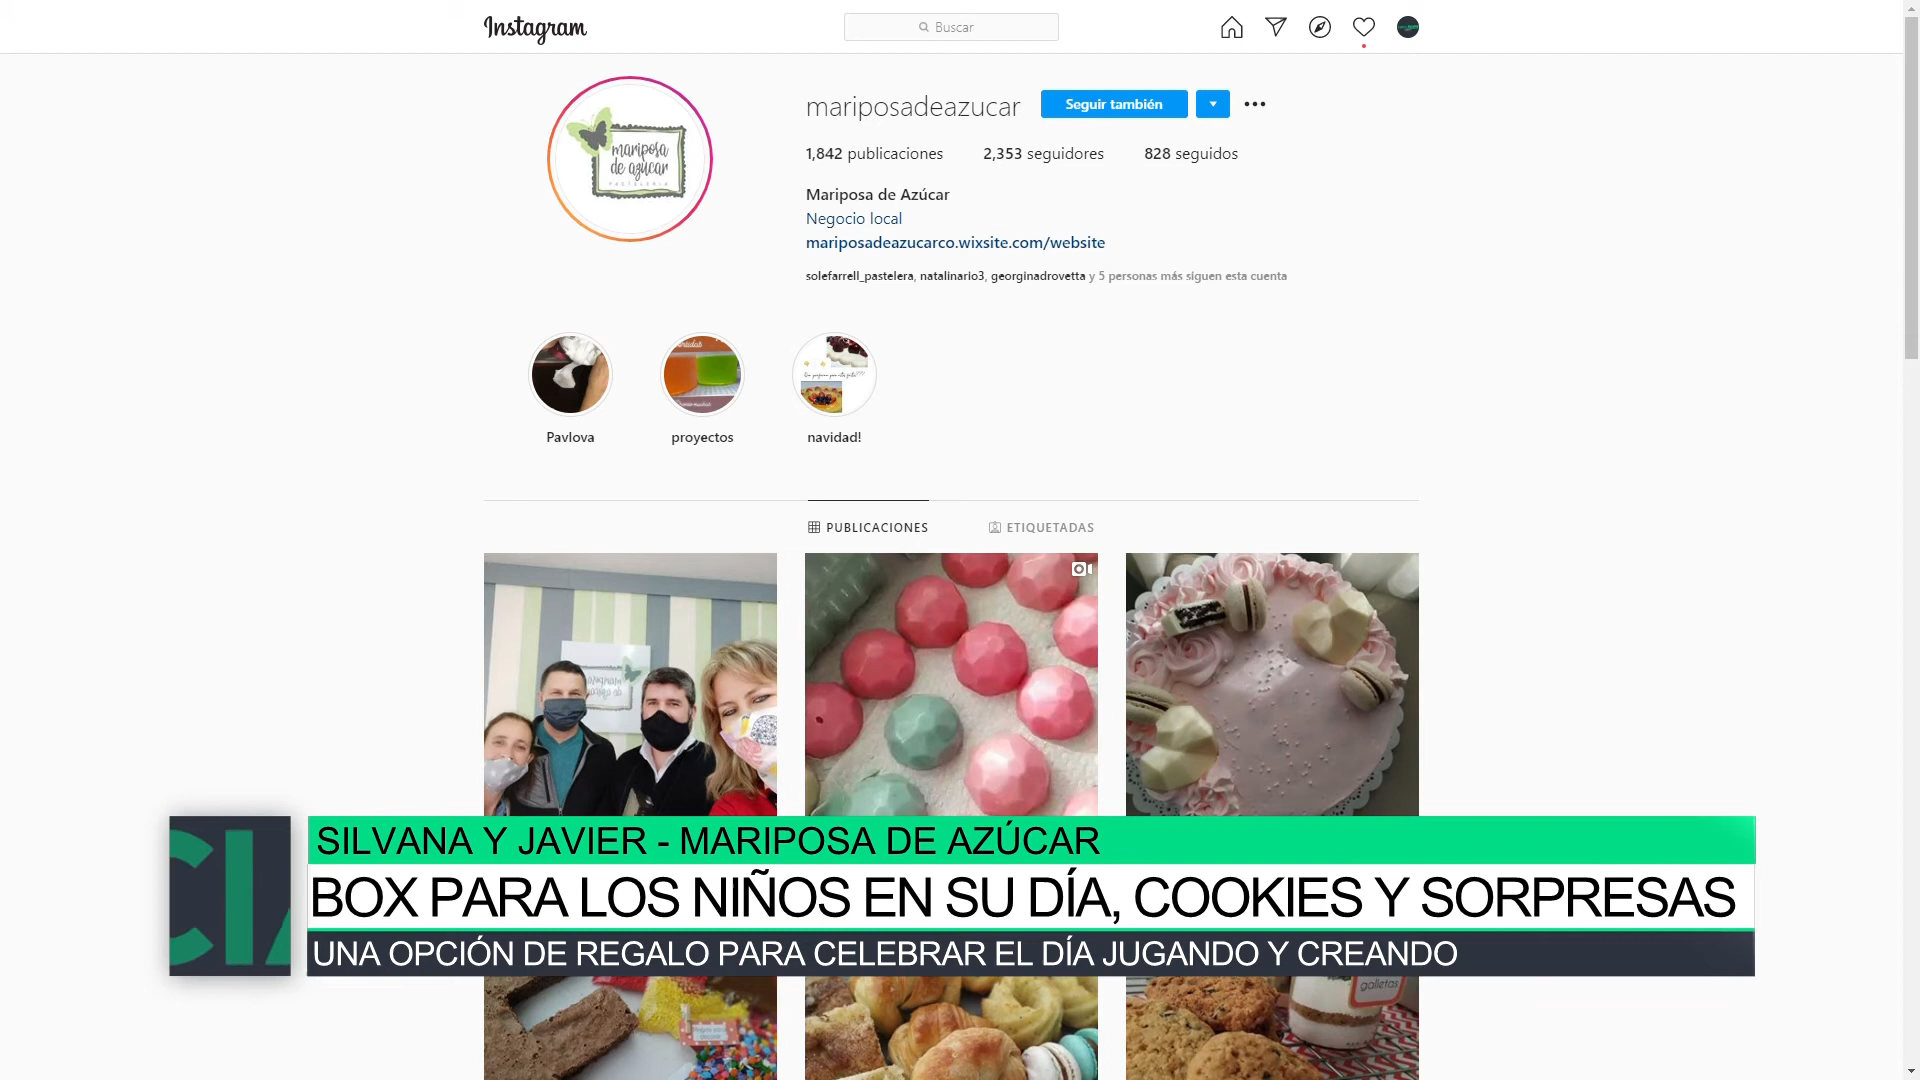 Instagram
Buscar
mariposadeazucar
Seguir también
1,842 publicaciones 2,353 seguidores 828 seguidos
Mariposa de Azúcar
Negocio local
mariposadeazucarco.wixsite.com/website
solefarrell_pastelera, natalinario3, georginadrovetta y 5 personas más siguen esta cuenta
mariposa
de azúcar
PASTELERIA
Pavlova
proyectos
navidad!
PUBLICACIONES
ETIQUETADAS
SILVANA Y JAVIER - MARIPOSA DE AZÚCAR
BOX PARA LOS NIÑOS EN SU DÍA, COOKIES Y SORPRESAS
UNA OPCIÓN DE REGALO PARA CELEBRAR EL DÍA JUGANDO Y CREANDO
galletas